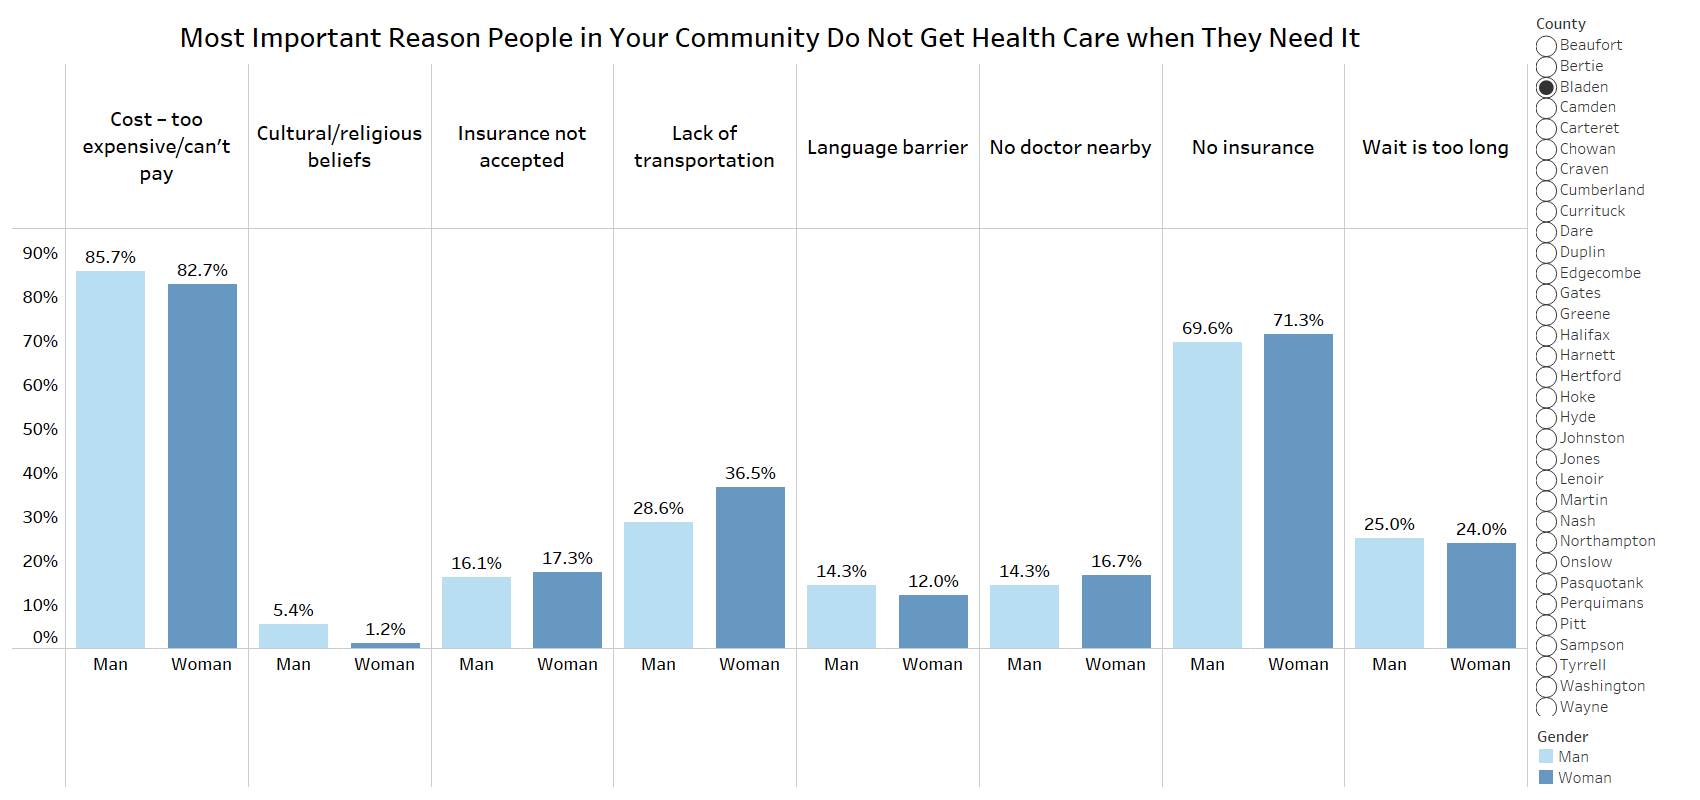 Most Important Reason People in Your Community Do Not Get Health Care when They Need It
Cost – too
expensive/can't
pay
Cultural/religious
beliefs
Insurance not
accepted
Lack of
transportation
Language barrier
No doctor nearby
No insurance
Wait is too long
90%
80%
70%
60%
50%
40%
30%
20%
10%
0%
85.7%
82.7%
5.4%
1.2%
16.1%
17.3%
28.6%
36.5%
14.3%
12.0%
14.3%
16.7%
69.6%
71.3%
25.0%
24.0%
Man
Woman
Man
Woman
Man
Woman
Man
Woman
Man
Woman
Man
Woman
Man
Woman
Man
Woman
County
Beaufort
Bertie
Bladen
Camden
Carteret
Chowan
Craven
Cumberland
Currituck
Dare
Duplin
Edgecombe
Gates
Greene
Halifax
Harnett
Hertford
Hoke
Hyde
Johnston
Jones
Lenoir
Martin
Nash
Northampton
Onslow
Pasquotank
Perquimans
Pitt
Sampson
Tyrrell
Washington
Wayne
Gender
Man
Woman